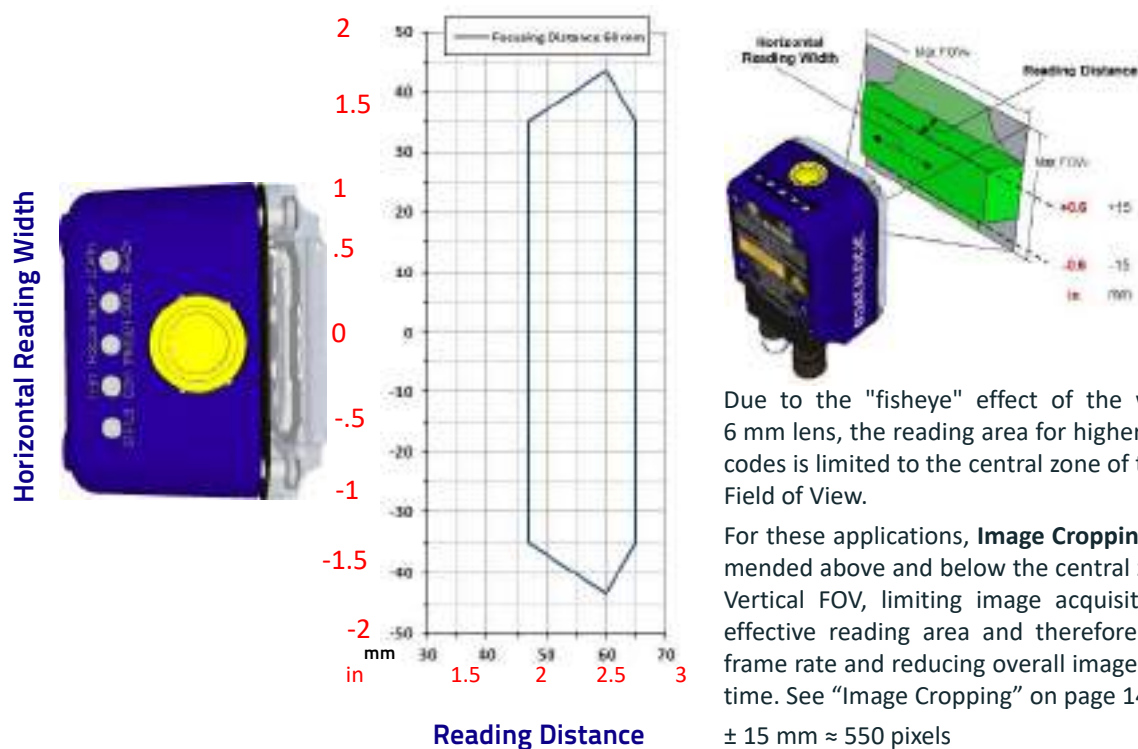 Horizontal Reading Width
2
1.5
1
.5
0
-.5
-1
-1.5
-2
in
mm
50
40
30
20
10
0
-10
-20
-30
-40
-50
Focusing Distance 60 mm
30 40 50 60 70
1.5 2 2.5 3
Reading Distance
Horizontal
Reading Width
Max FOV
Reading Distance
Max FOV
+0.6 +15
-0.6 -15
in mm
Due to the "fisheye" effect of the
6 mm lens, the reading area for higher
codes is limited to the central zone of
Field of View.
For these applications, Image Croppin
mended above and below the central
Vertical FOV, limiting image acquisit
effective reading area and therefore
frame rate and reducing overall image
time. See “Image Cropping” on page 14
± 15 mm ≈ 550 pixels